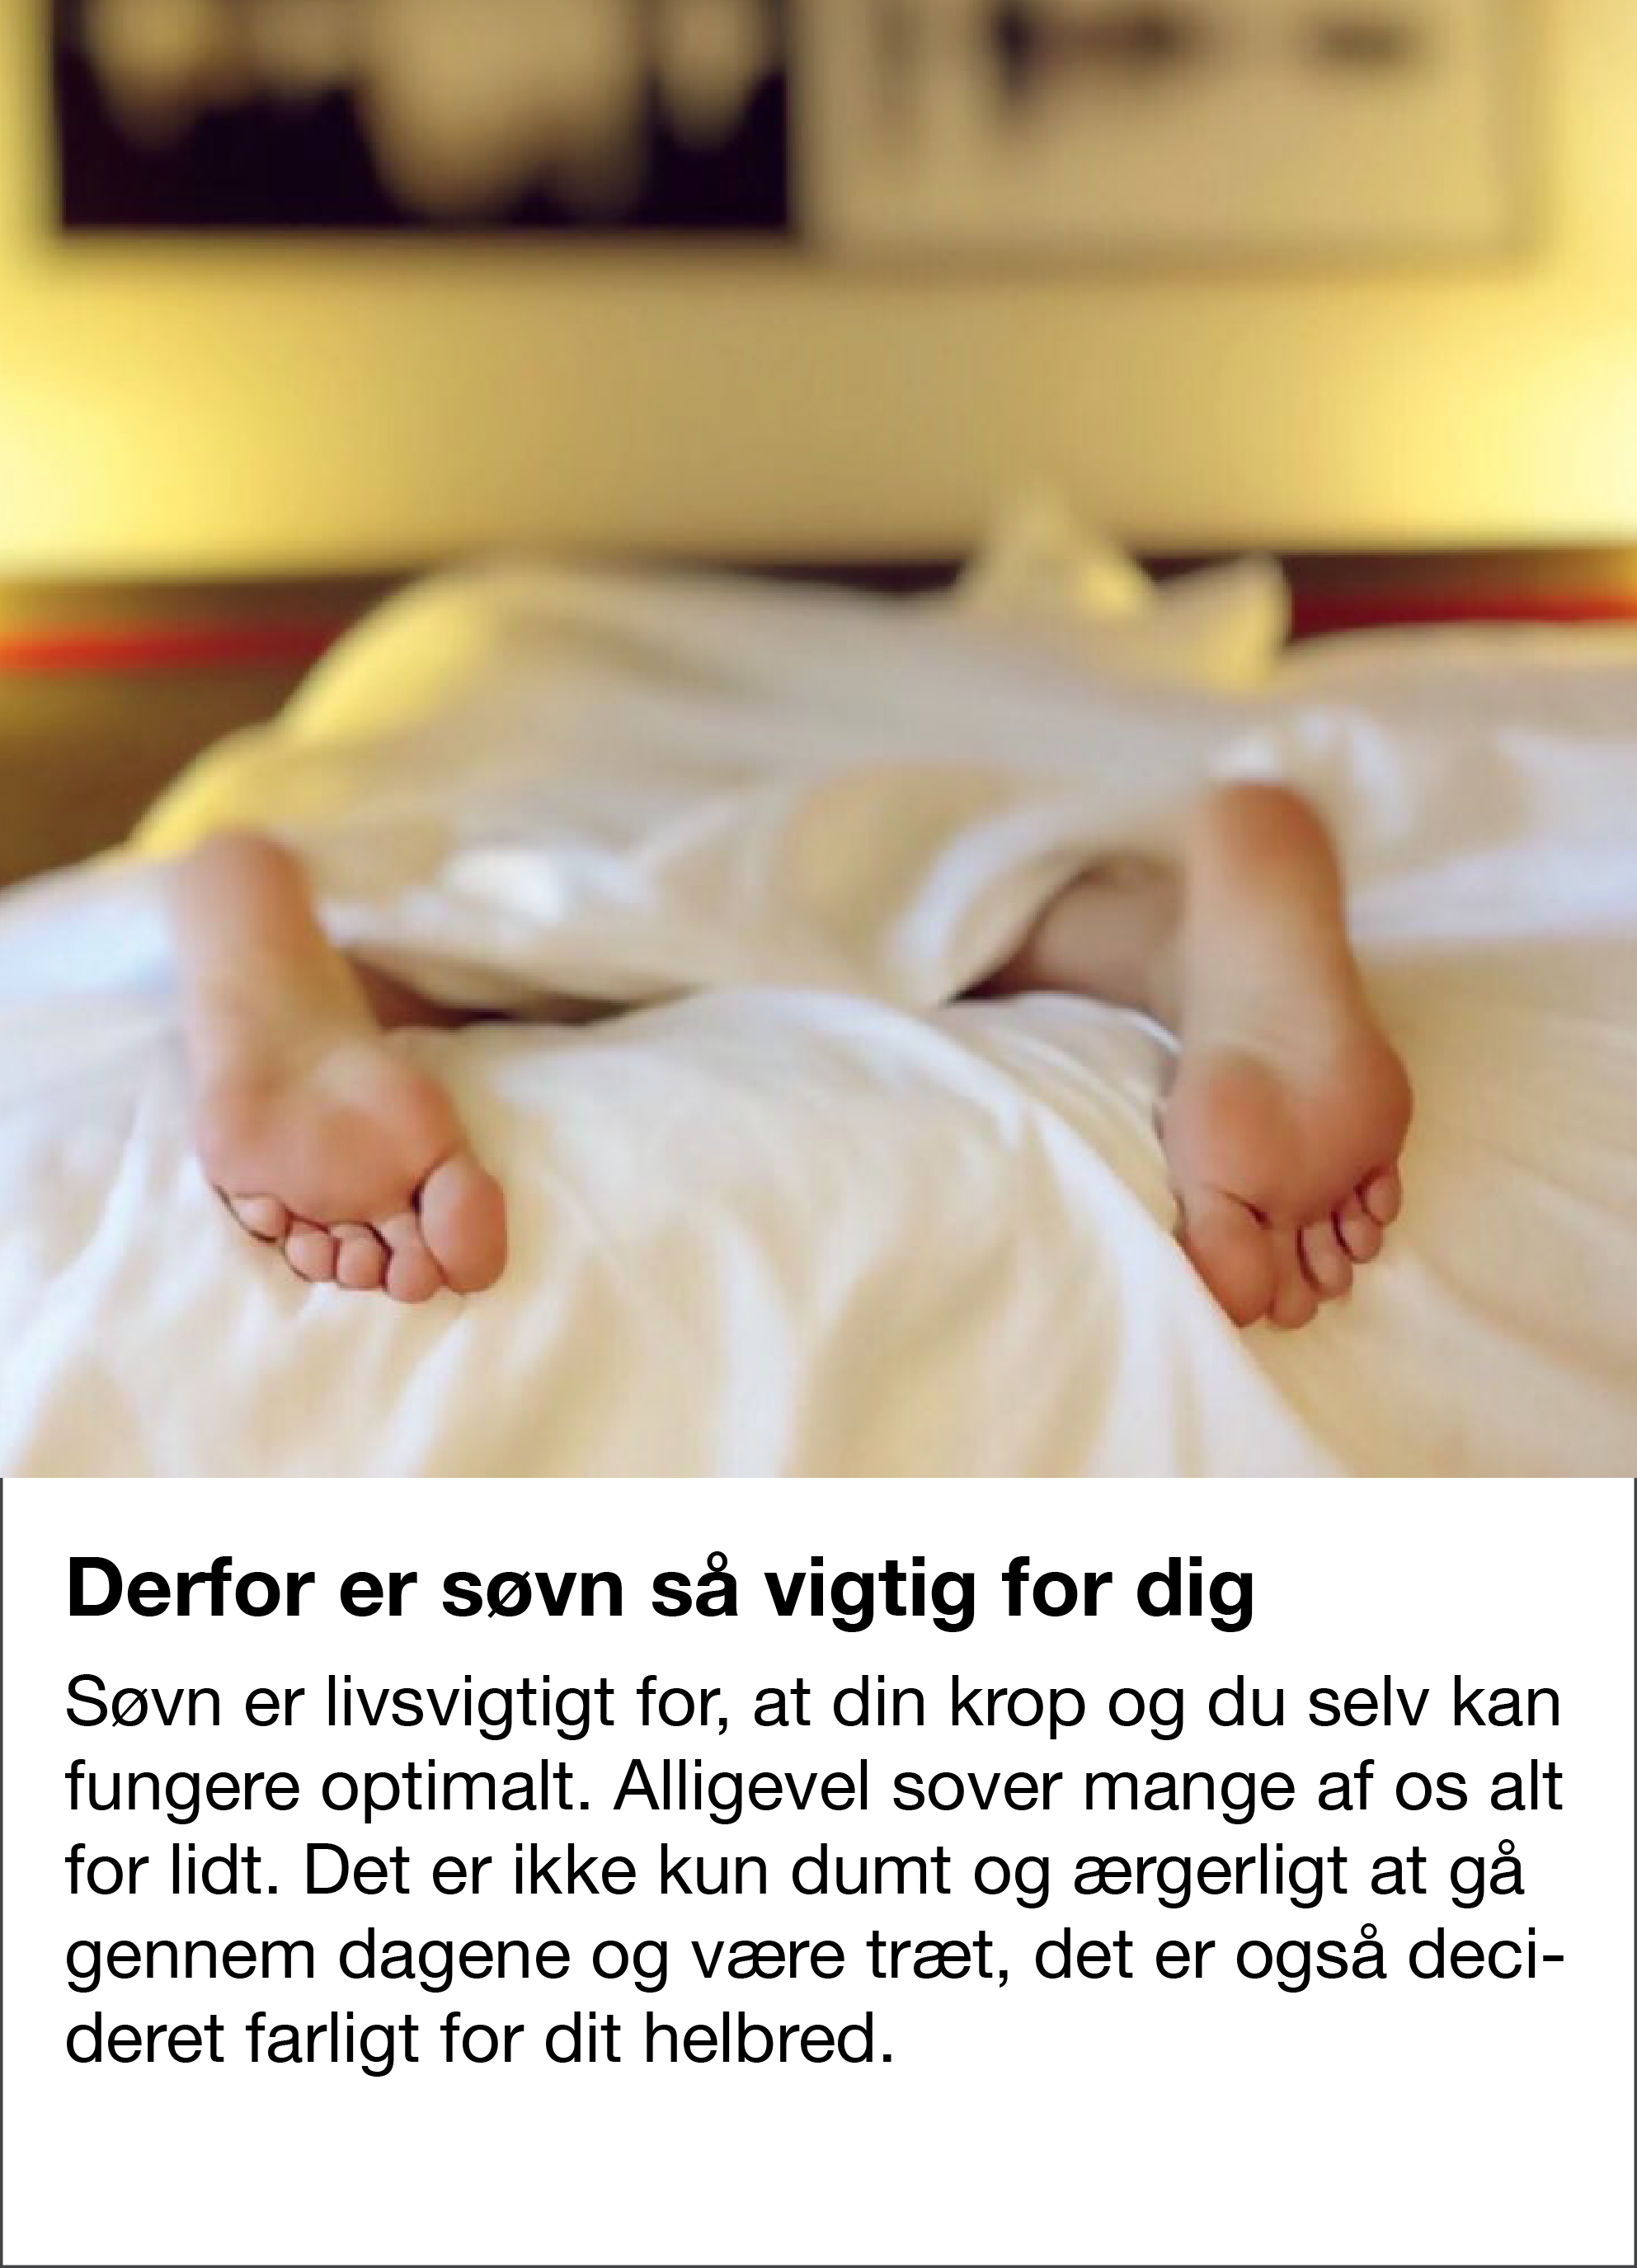 Derfor er søvn så vigtig for dig
Søvn er livsvigtigt for, at din krop og du selv kan
fungere optimalt. Alligevel sover mange af os alt
for lidt. Det er ikke kun dumt og ærgerligt at gå
gennem dagene og være træt, det er også deci-
deret farligt for dit helbred.